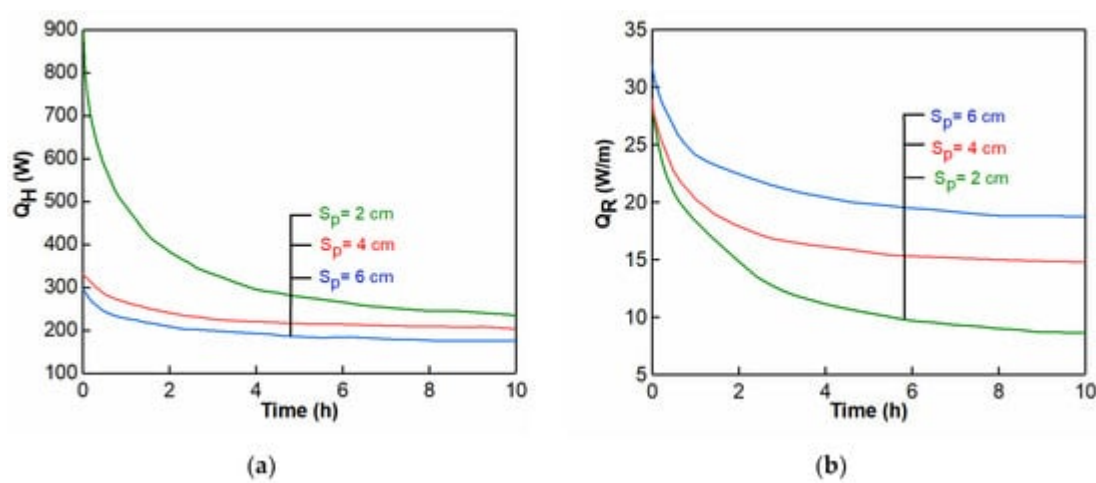 900
800
700
600
500
400
300
200
100
Q_H (W)
S_p= 2 cm
S_p= 4 cm
S_p= 6 cm
0 2 4 6 8 10
Time (h)
(a)
35
30
25
20
15
10
5
Q_R (W/m)
S_p= 6 cm
S_p= 4 cm
S_p= 2 cm
0 2 4 6 8 10
Time (h)
(b)